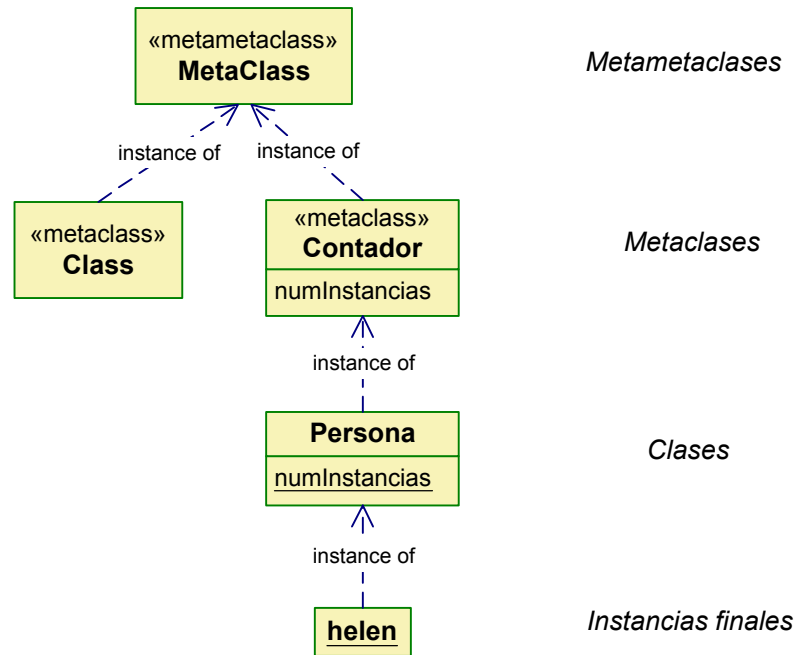 «metametaclass»
MetaClass
Metametaclases
instance of
instance of
«metaclass»
Class
«metaclass»
Contador
numInstancias
Metaclases
instance of
Persona
numInstancias
Clases
instance of
helen
Instancias finales